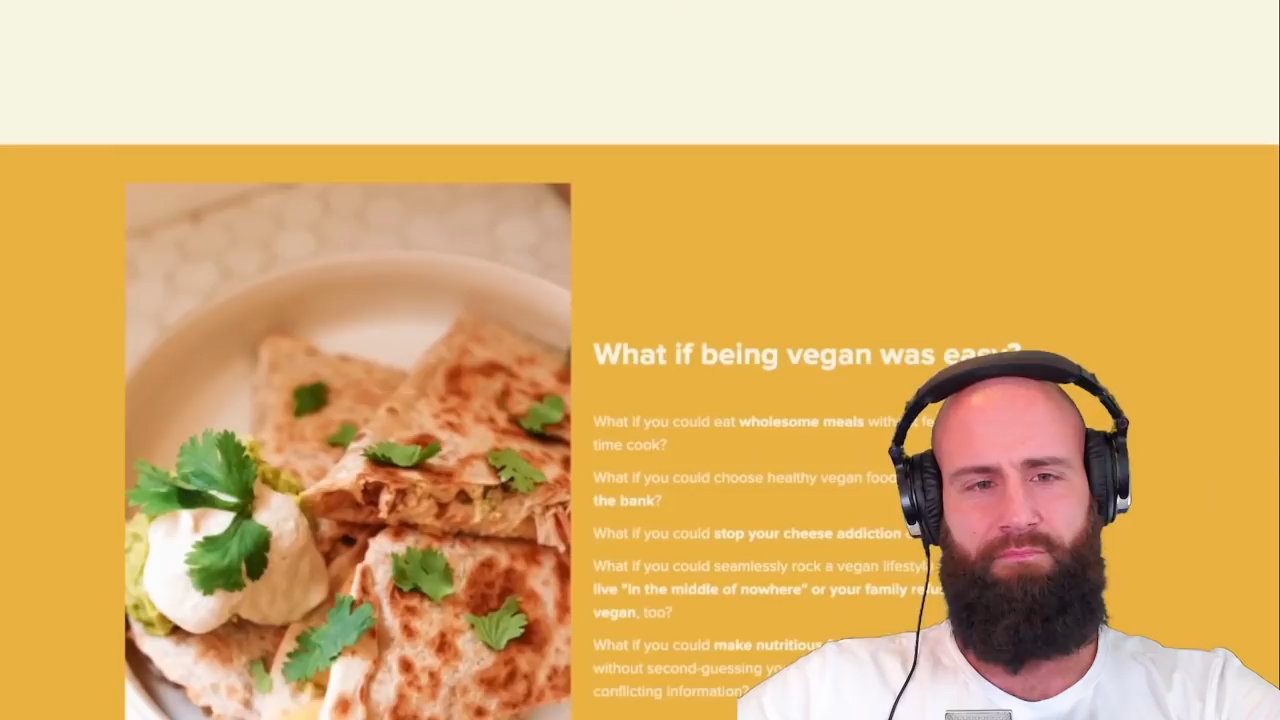 What if being vegan was easy?
What if you could eat wholesome meals
time cook?
What if you could choose healthy vegan
the bank?
What if you could stop your cheese addiction
What if you could seamlessly rock a vegan
live "in the middle of nowhere" or your family
vegan, too?
What if you could make nutritious
without second-guessing
conflicting information?